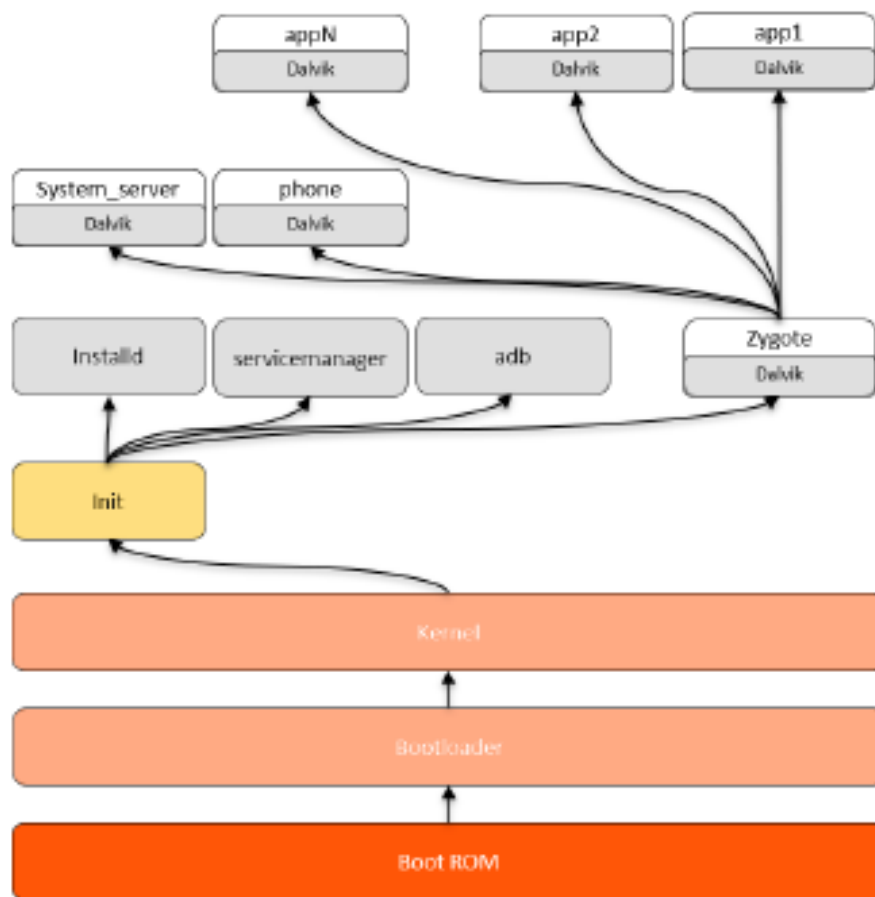 appN
Dalvik
app2
Dalvik
app1
Dalvik
System_server
Dalvik
phone
Dalvik
Installd
servicemanager
adb
Zygote
Dalvik
Init
Kernel
Bootloader
Boot ROM